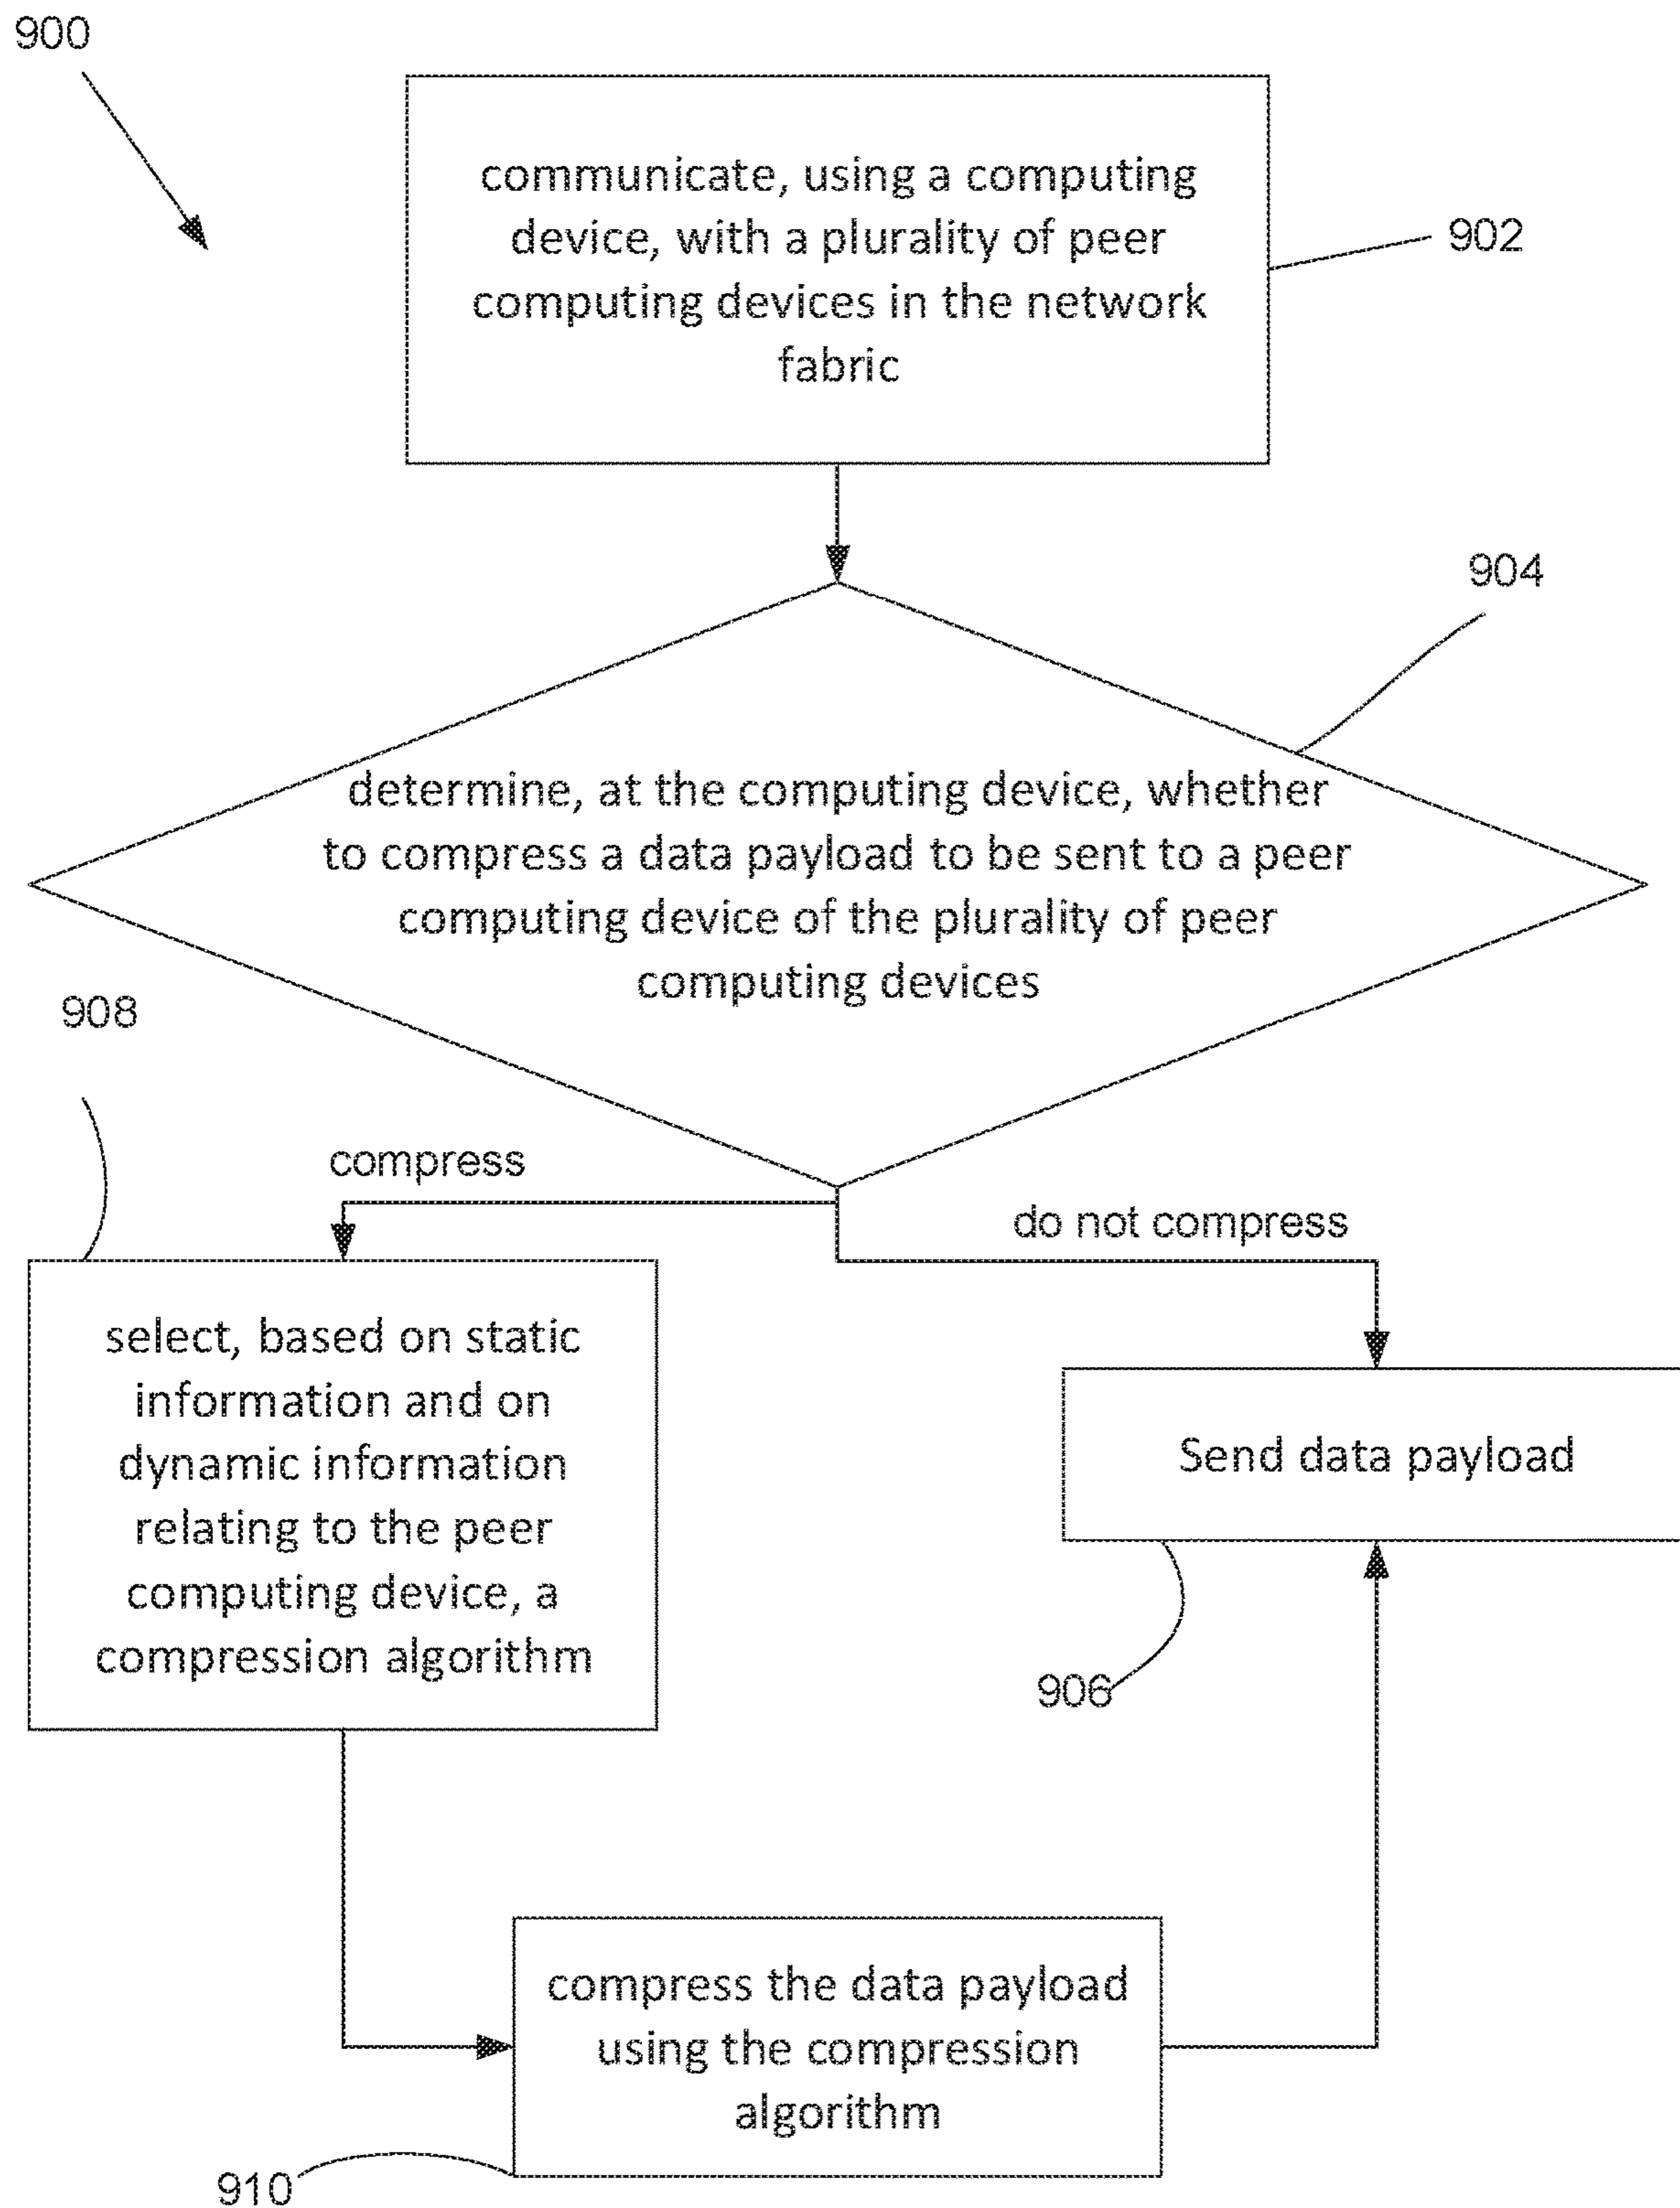 900
communicate, using a computing
device, with a plurality of peer
computing devices in the network
fabric
902
904
determine, at the computing device, whether
to compress a data payload to be sent to a peer
computing device of the plurality of peer
computing devices
908
compress
do not compress
select, based on static
information and on
dynamic information
relating to the peer
computing device, a
compression algorithm
Send data payload
906
compress the data payload
using the compression
algorithm
910